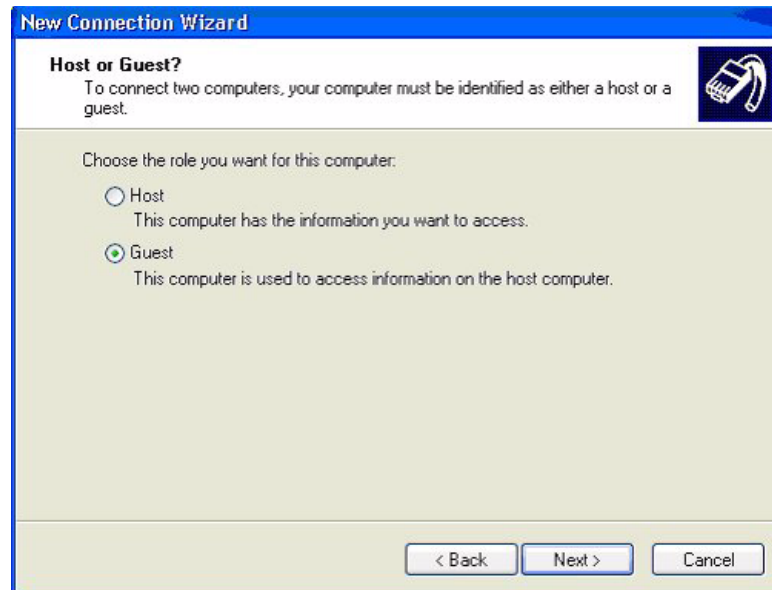 New Connection Wizard
Host or Guest?
To connect two computers, your computer must be identified as either a host or a
guest.
Choose the role you want for this computer:
Host
This computer has the information you want to access.
Guest
This computer is used to access information on the host computer.
< Back Next > Cancel